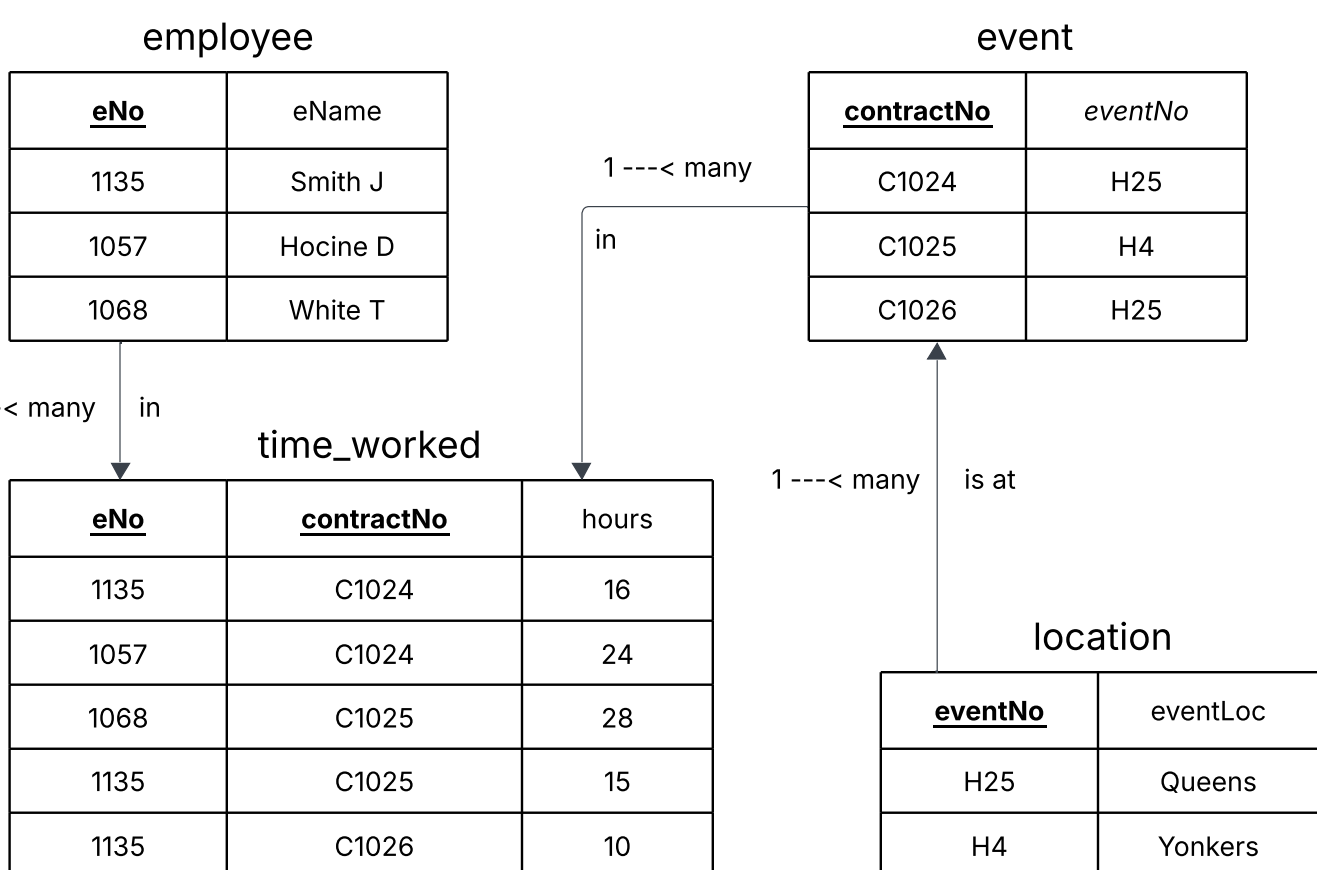 employee
eNo eName
1135 Smith J
1057 Hocine D
1068 White T
event
contractNo eventNo
C1024 H25
C1025 H4
C1026 H25
1 ---< many
in
< many in
time_worked
eNo contractNo hours
1135 C1024 16
1057 C1024 24
1068 C1025 28
1135 C1025 15
1135 C1026 10
1 ---< many is at
location
eventNo eventLoc
H25 Queens
H4 Yonkers